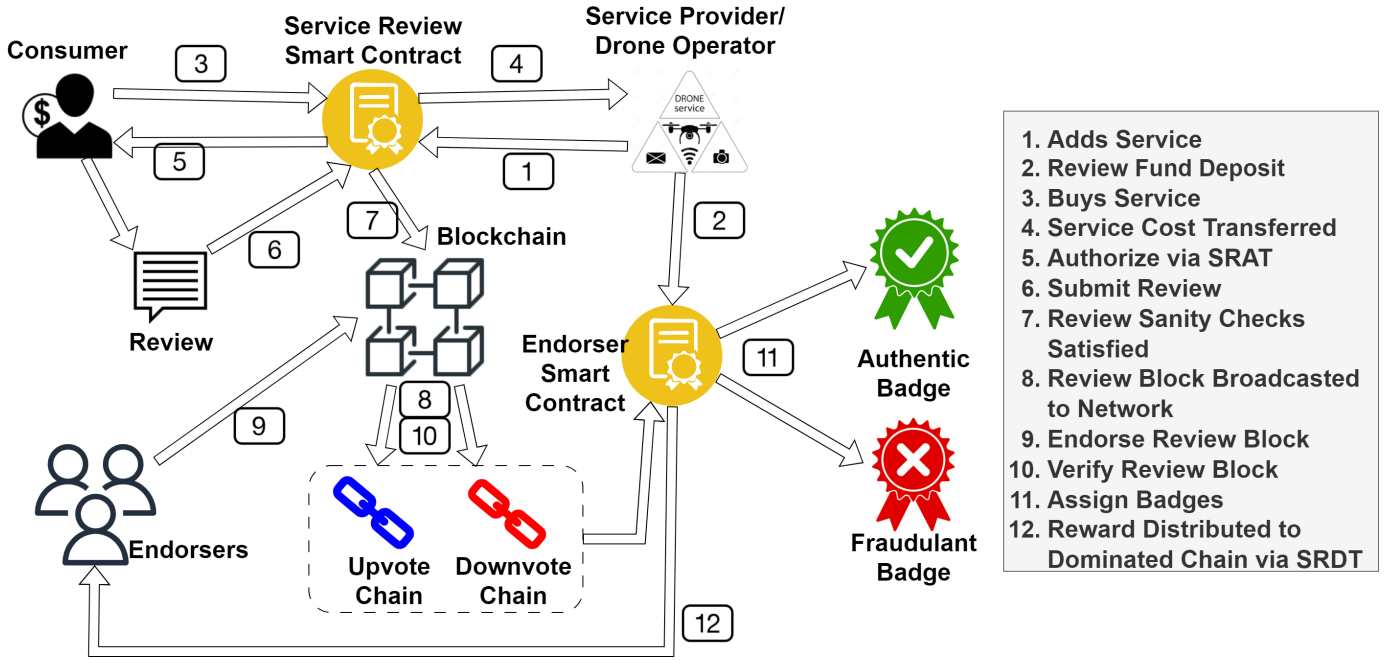 Consumer
Service Review
Smart Contract
Service Provider/
Drone Operator
3
4
$
DRONE
service
5
1
6
7
2
Review
Blockchain
Endorser
Smart
Contract
11
Authentic
Badge
8
10
9
Endorsers
Upvote
Chain
Downvote
Chain
Fraudulant
Badge
12
1. Adds Service
2. Review Fund Deposit
3. Buys Service
4. Service Cost Transferred
5. Authorize via SRAT
6. Submit Review
7. Review Sanity Checks
Satisfied
8. Review Block Broadcasted
to Network
9. Endorse Review Block
10. Verify Review Block
11. Assign Badges
12. Reward Distributed to
Dominated Chain via SRDT